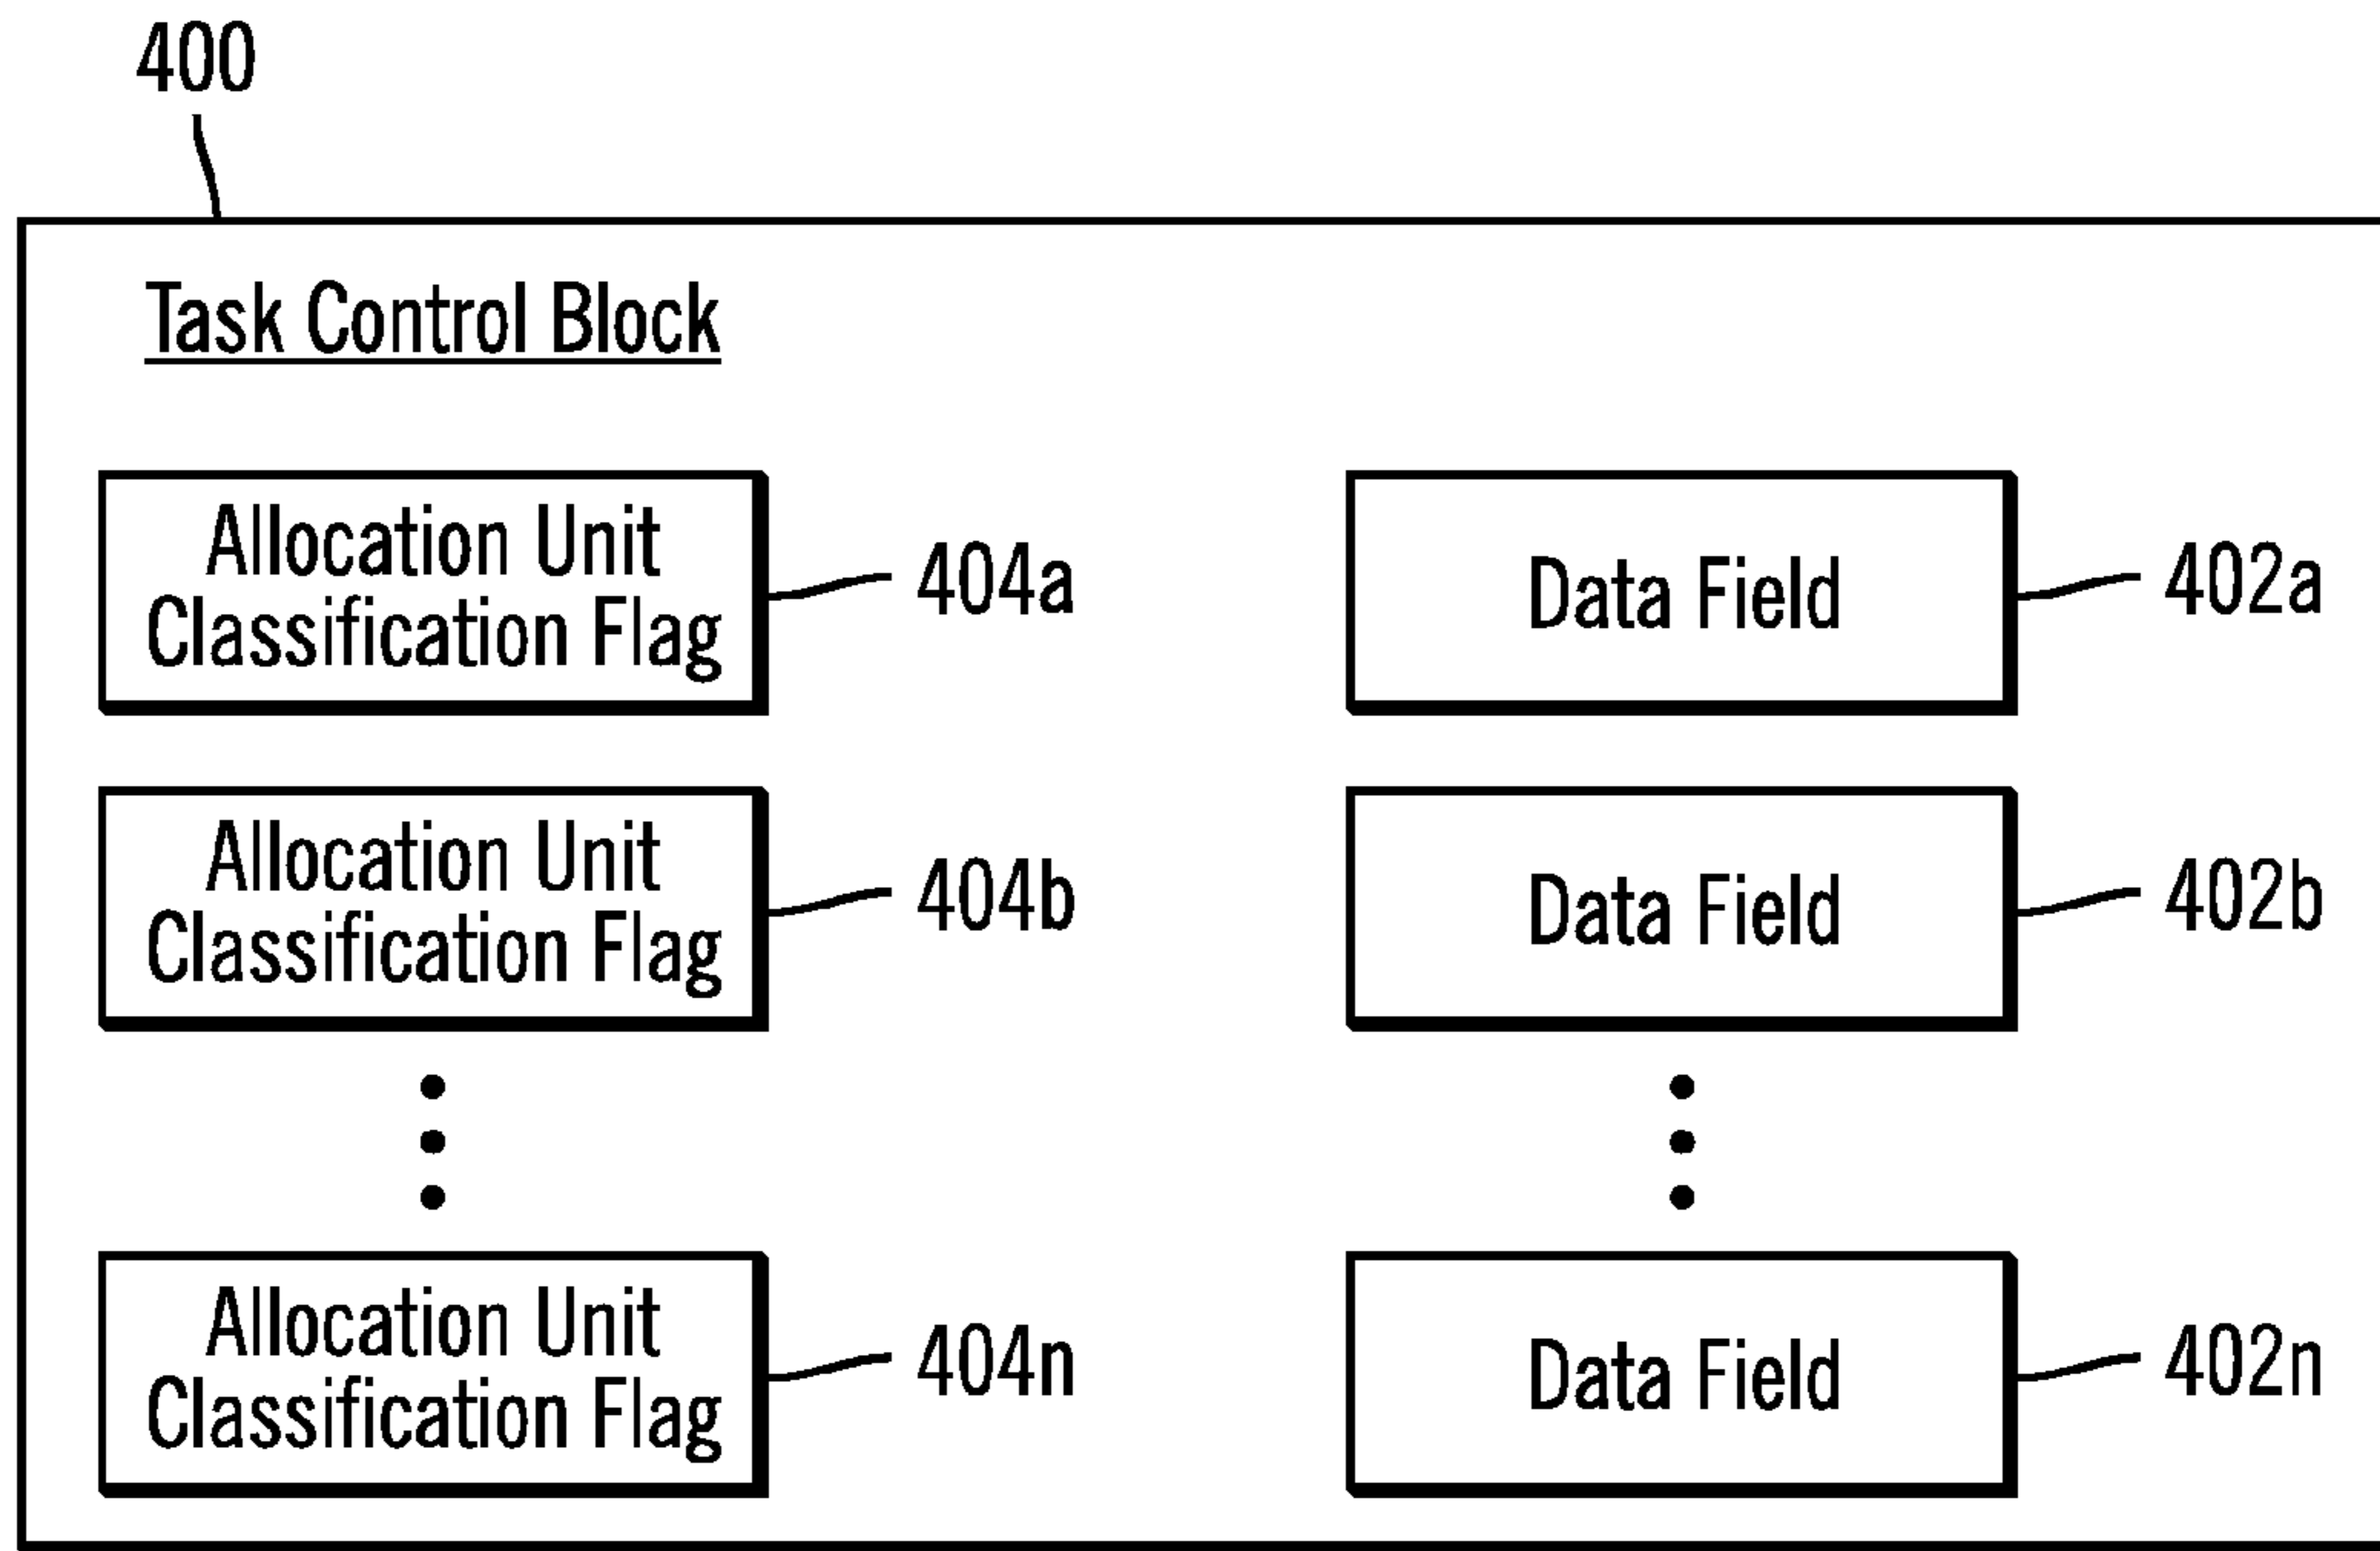 400
Task Control Block
Allocation Unit
Classification Flag
404a
Data Field
402a
Allocation Unit
Classification Flag
404b
Data Field
402b
Allocation Unit
Classification Flag
404n
Data Field
402n